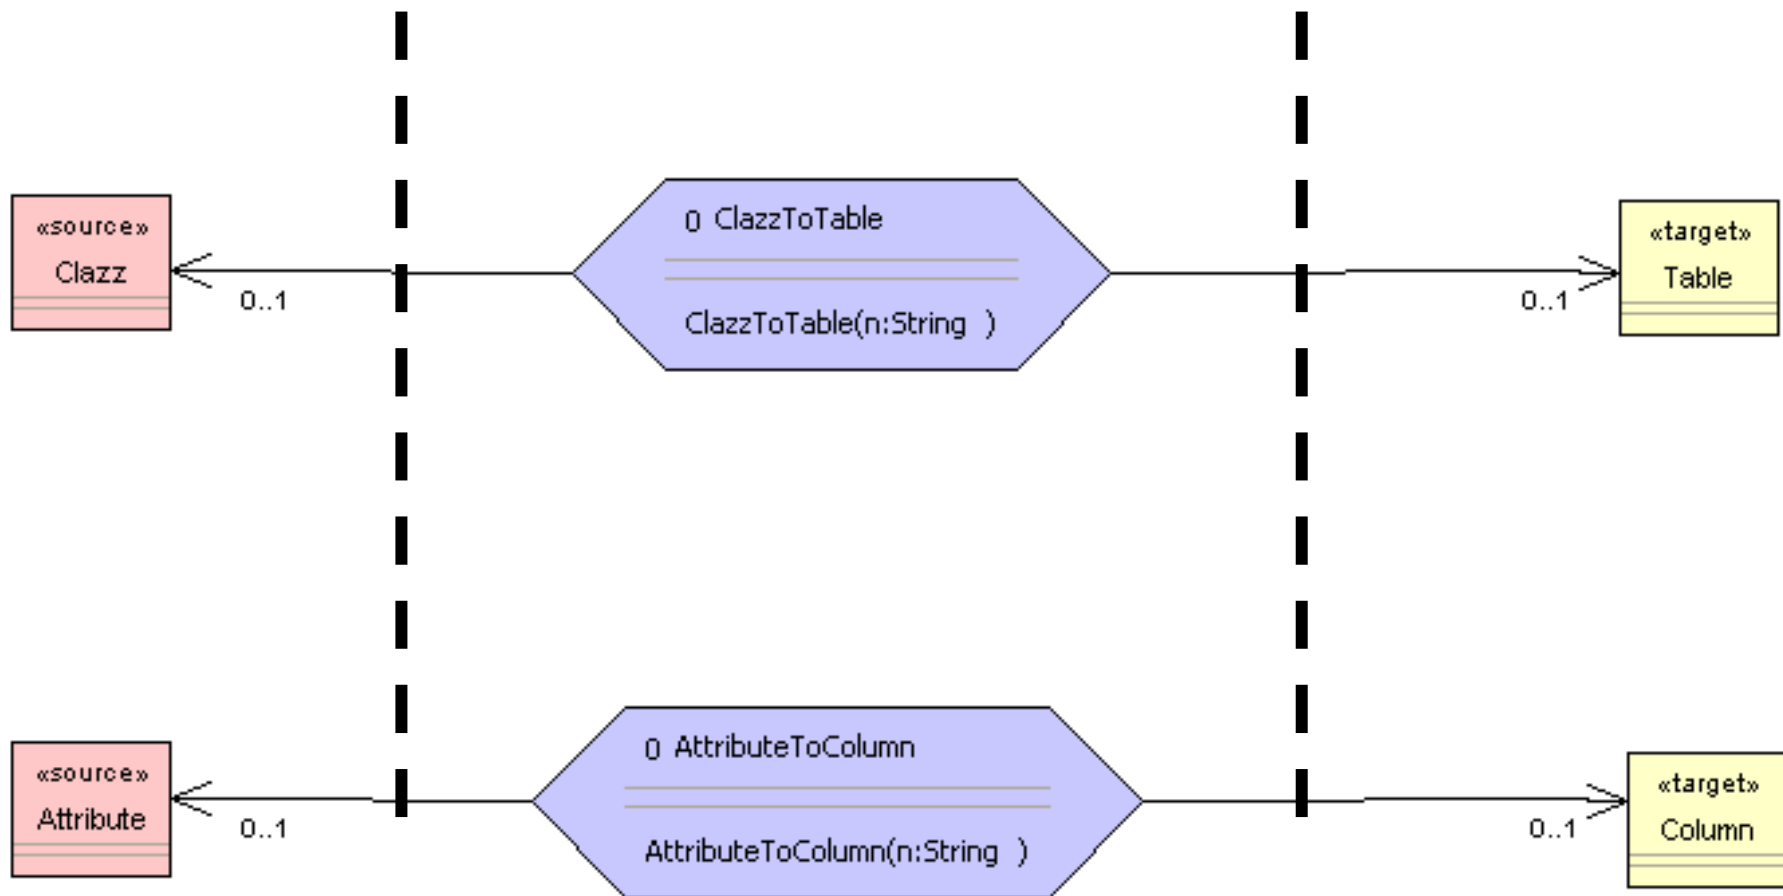 «source»
Clazz
0..1
0 ClazzToTable
ClazzToTable(n:String )
0..1
«target»
Table
«source»
Attribute
0..1
0 AttributeToColumn
AttributeToColumn(n:String )
0..1
«target»
Column